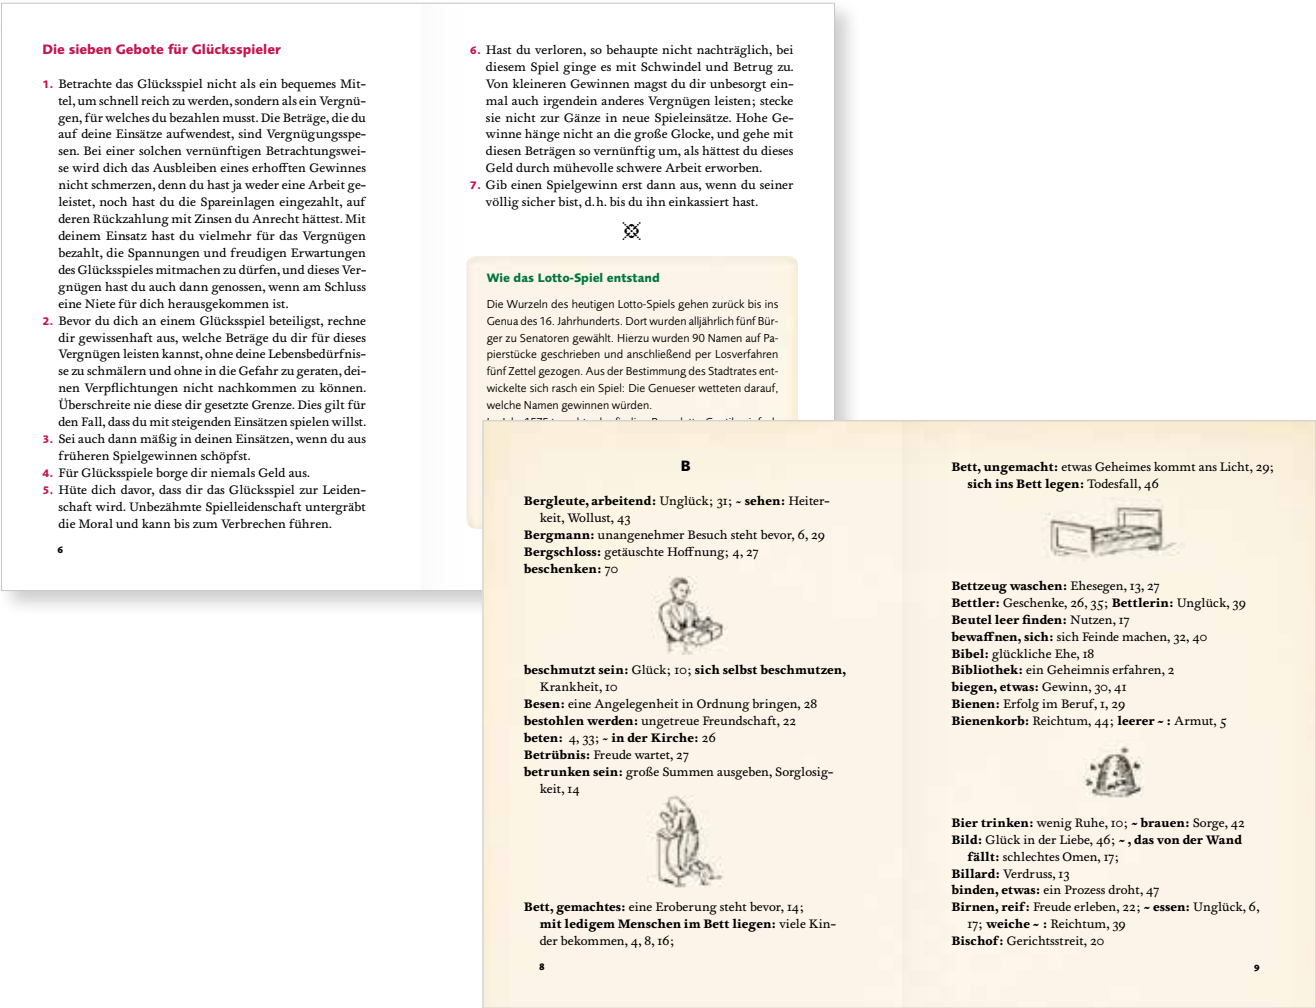 Die sieben Gebote für Glücksspieler
1. Betrachte das Glücksspiel nicht als ein bequemes Mit-
tel, um schnell reich zu werden, sondern als ein Vergnü-
gen, für welches du bezahlen musst. Die Beträge, die du
auf deine Einsätze aufwendest, sind Vergnügungsspe-
sen. Bei einer solchen vernünftigen Betrachtungswei-
se wird dich das Ausbleiben eines erhofften Gewinnes
nicht schmerzen, denn du hast ja weder eine Arbeit ge-
leistet, noch hast du die Spareinlagen eingezahlt, auf
deren Rückzahlung mit Zinsen du Anrecht hättest. Mit
deinem Einsatz hast du vielmehr für das Vergnügen
bezahlt, die Spannungen und freudigen Erwartungen
des Glücksspieles mitmachen zu dürfen, und dieses Ver-
gnügen hast du auch dann genossen, wenn am Schluss
eine Niete für dich herausgekommen ist.
2. Bevor du dich an einem Glücksspiel beteiligst, rechne
dir gewissenhaft aus, welche Beträge du dir für dieses
Vergnügen leisten kannst, ohne deine Lebensbedürfnis-
se zu schmälern und ohne in die Gefahr zu geraten, dei-
nen Verpflichtungen nicht nachkommen zu können.
Überschreite nie diese dir gesetzte Grenze. Dies gilt für
den Fall, dass du mit steigenden Einsätzen spielen willst.
3. Sei auch dann mäßig in deinen Einsätzen, wenn du aus
früheren Spielgewinnen schöpfst.
4. Für Glücksspiele borge dir niemals Geld aus.
5. Hüte dich davor, dass dir das Glücksspiel zur Leiden-
schaft wird. Unbezähmte Spielleidenschaft untergräbt
die Moral und kann bis zum Verbrechen führen.
6
6. Hast du verloren, so behaupte nicht nachträglich, bei
diesem Spiel ginge es mit Schwindel und Betrug zu.
Von kleineren Gewinnen magst du dir unbesorgt ein-
mal auch irgendein anderes Vergnügen leisten; stecke
sie nicht zur Gänze in neue Spieleinsätze. Hohe Ge-
winne hänge nicht an die große Glocke, und gehe mit
diesen Beträgen so vernünftig um, als hättest du dieses
Geld durch mühevolle schwere Arbeit erworben.
7. Gib einen Spielgewinn erst dann aus, wenn du seiner
völlig sicher bist, d.h. bis du ihn einkassiert hast.
Wie das Lotto-Spiel entstand
Die Wurzeln des heutigen Lotto-Spiels gehen zurück bis ins
Genua des 16. Jahrhunderts. Dort wurden alljährlich fünf Bür-
ger zu Senatoren gewählt. Hierzu wurden 90 Namen auf Pa-
pierstücke geschrieben und anschließend per Losverfahren
fünf Zettel gezogen. Aus der Bestimmung des Stadtrates ent-
wickelte sich rasch ein Spiel: Die Genueser wetteten darauf,
welche Namen gewinnen würden.
B
Bergleute, arbeitend: Unglück; 31; ~ sehen: Heiter-
keit, Wollust, 43
Bergmann: unangenehmer Besuch steht bevor, 6, 29
Bergschloss: getäuschte Hoffnung; 4, 27
beschenken: 70
beschmutzt sein: Glück; 10; sich selbst beschmutzen,
Krankheit, 10
Besen: eine Angelegenheit in Ordnung bringen, 28
bestohlen werden: ungetreue Freundschaft, 22
beten: 4, 33; ~ in der Kirche: 26
Betrübnis: Freude wartet, 27
betrunken sein: große Summen ausgeben, Sorglosig-
keit, 14
Bett, gemachtes: eine Eroberung steht bevor, 14;
mit ledigem Menschen im Bett liegen: viele Kin-
der bekommen, 4, 8, 16;
8
Bett, ungemacht: etwas Geheimes kommt ans Licht, 29;
sich ins Bett legen: Todesfall, 46
Bettzeug waschen: Ehesegen, 13, 27
Bettler: Geschenke, 26, 35; Bettlerin: Unglück, 39
Beutel leer finden: Nutzen, 17
bewaffnen, sich: sich Feinde machen, 32, 40
Bibel: glückliche Ehe, 18
Bibliothek: ein Geheimnis erfahren, 2
biegen, etwas: Gewinn, 30, 41
Bienen: Erfolg im Beruf, 1, 29
Bienenkorb: Reichtum, 44; leerer ~ : Armut, 5
Bier trinken: wenig Ruhe, 10; ~ brauen: Sorge, 42
Bild: Glück in der Liebe, 46; ~ , das von der Wand
fällt: schlechtes Omen, 17;
Billard: Verdruss, 13
binden, etwas: ein Prozess droht, 47
Birnen, reif: Freude erleben, 22; ~ essen: Unglück, 6,
17; weiche ~ : Reichtum, 39
Bischof: Gerichtsstreit, 20
9